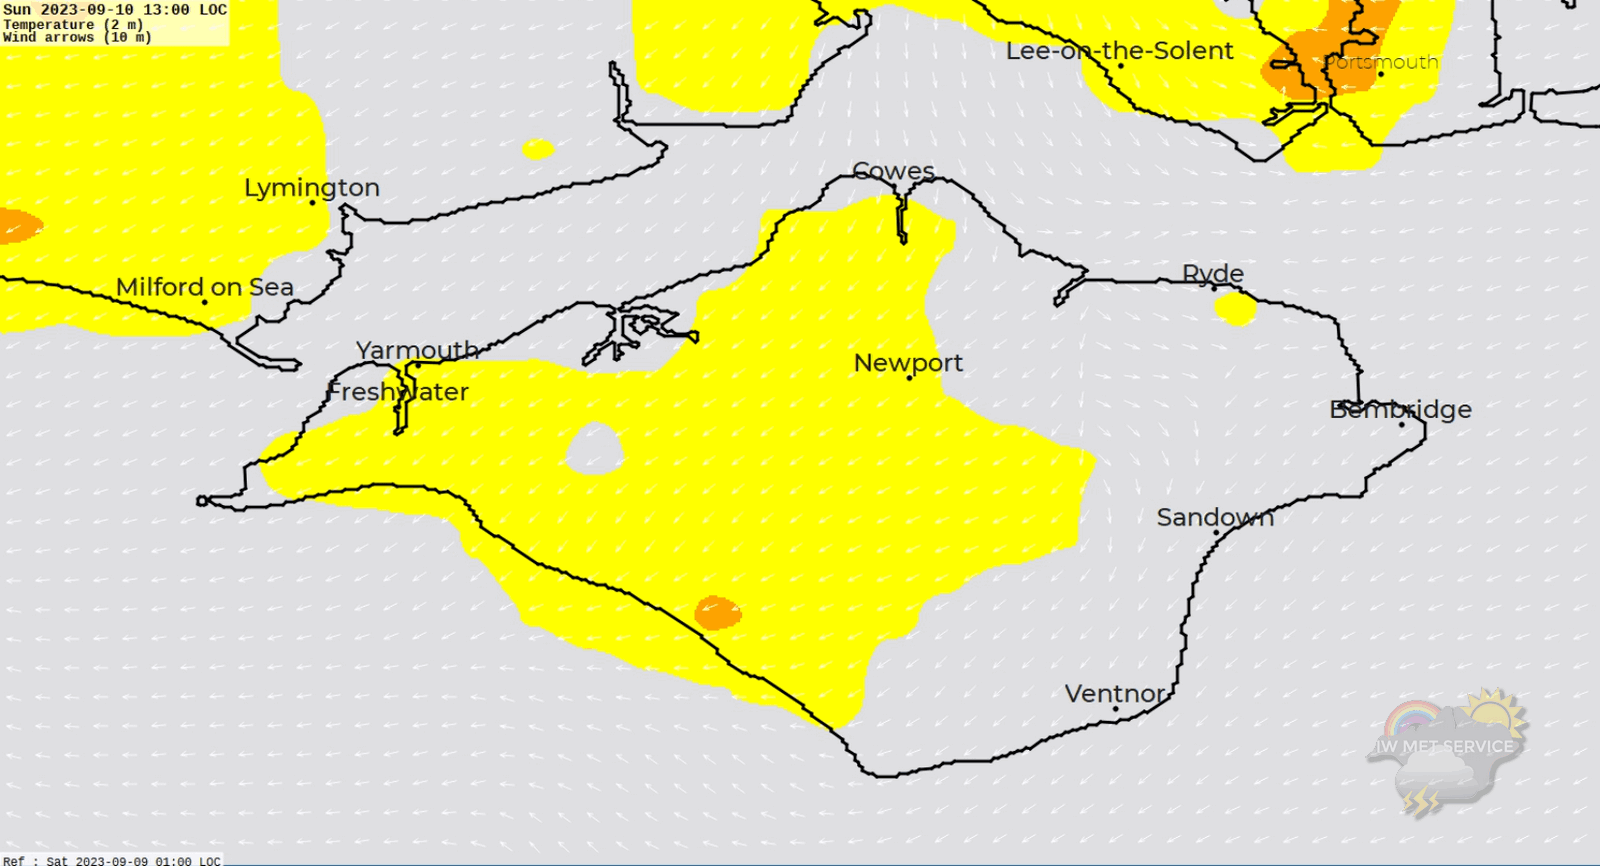 Sun 2023-09-10 13:00 LOC
Temperature (2 m)
Wind arrows (10 m)
Lee-on-the-Solent
Portsmouth
Cowes
Lymington
Ryde
Milford on Sea
Yarmouth
Newport
Freshwater
Bembridge
Sandown
Ventnor
IW MET SERVICE
Ref : Sat 2023-09-09 01:00 LOC